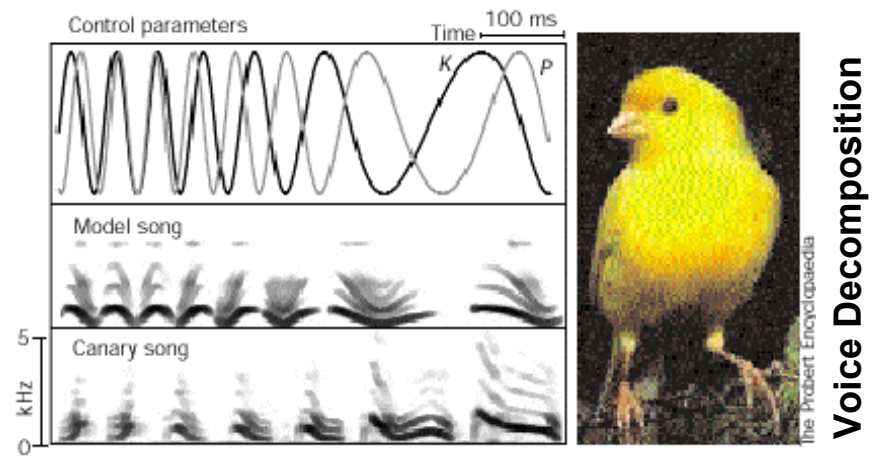 Control parameters
Time 100 ms
K
P
Model song
Canary song
5
kHz
0
The Probert Encyclopaedia
Voice Decomposition